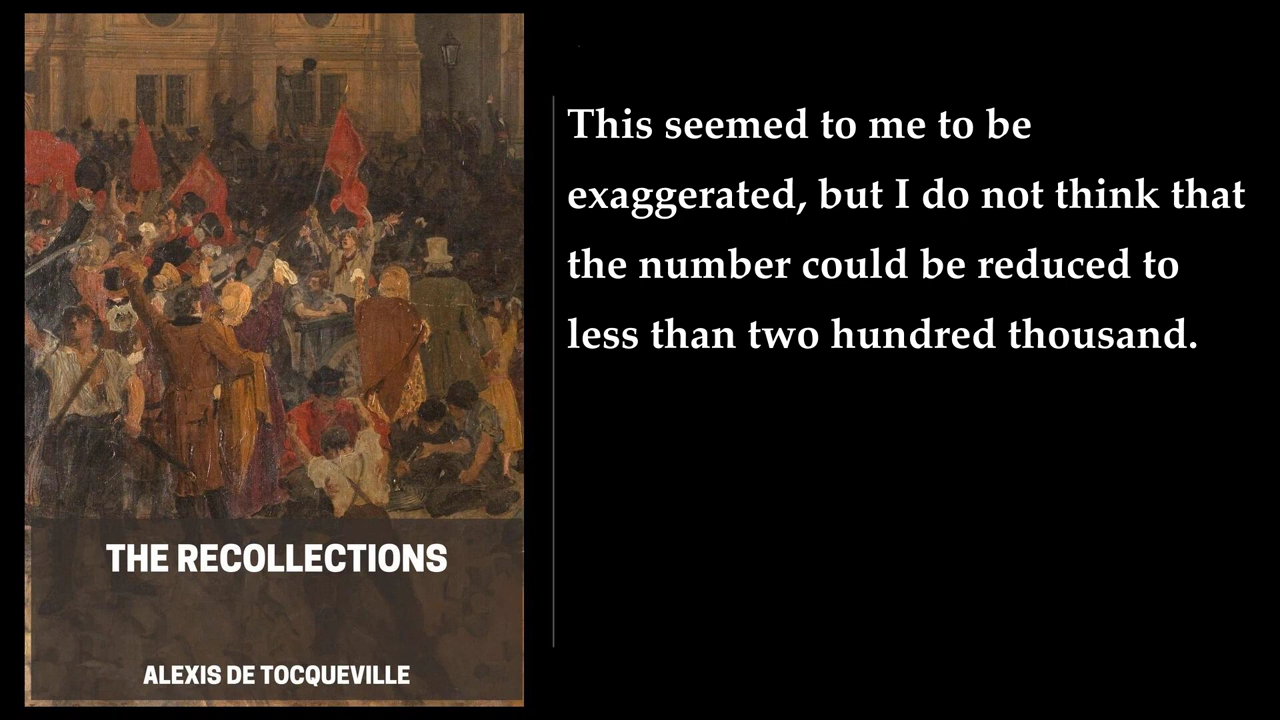 THE RECOLLECTIONS
ALEXIS DE TOCQUEVILLE
This seemed to me to be
exaggerated, but I do not think that
the number could be reduced to
less than two hundred thousand.